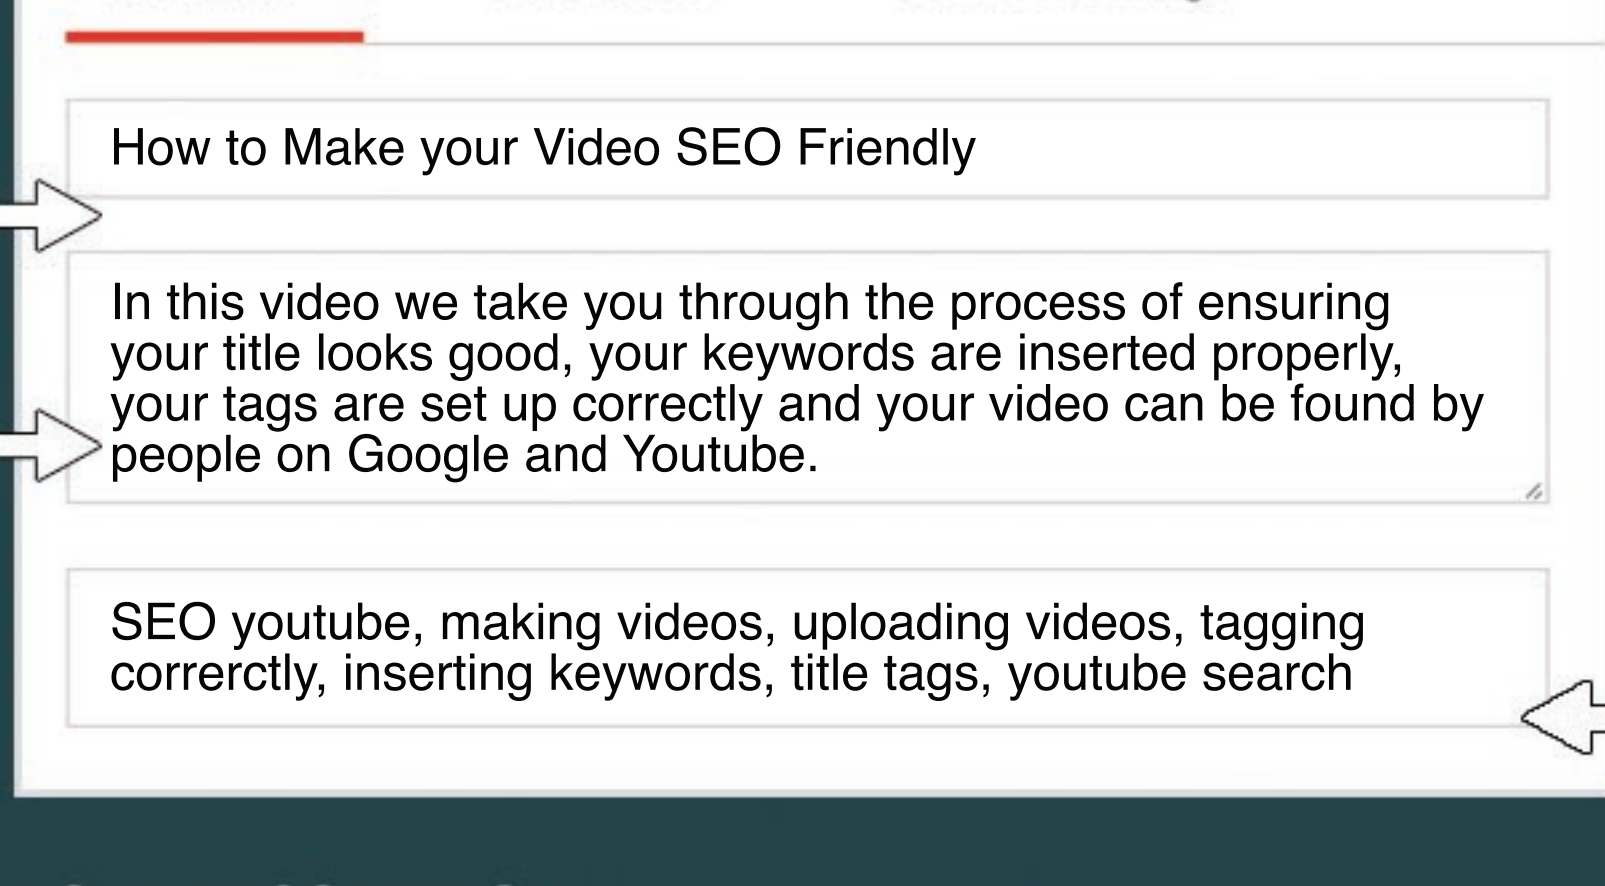 How to Make your Video SEO Friendly
In this video we take you through the process of ensuring
your title looks good, your keywords are inserted properly,
your tags are set up correctly and your video can be found by
people on Google and Youtube.
SEO youtube, making videos, uploading videos, tagging
correrctly, inserting keywords, title tags, youtube search